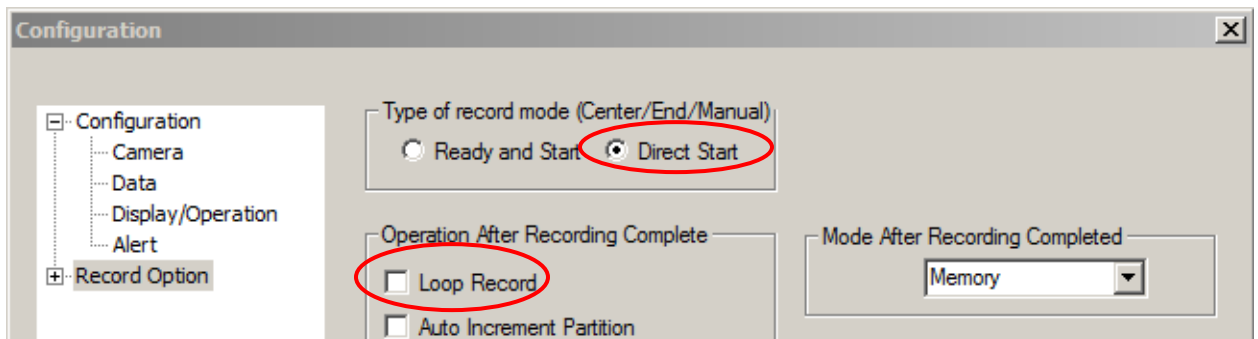 Configuration
Configuration
Camera
Data
Display/Operation
Alert
Record Option
Type of record mode (Center/End/Manual)
Ready and Start
Direct Start
Operation After Recording Complete
Loop Record
Auto Increment Partition
Mode After Recording Completed
Memory